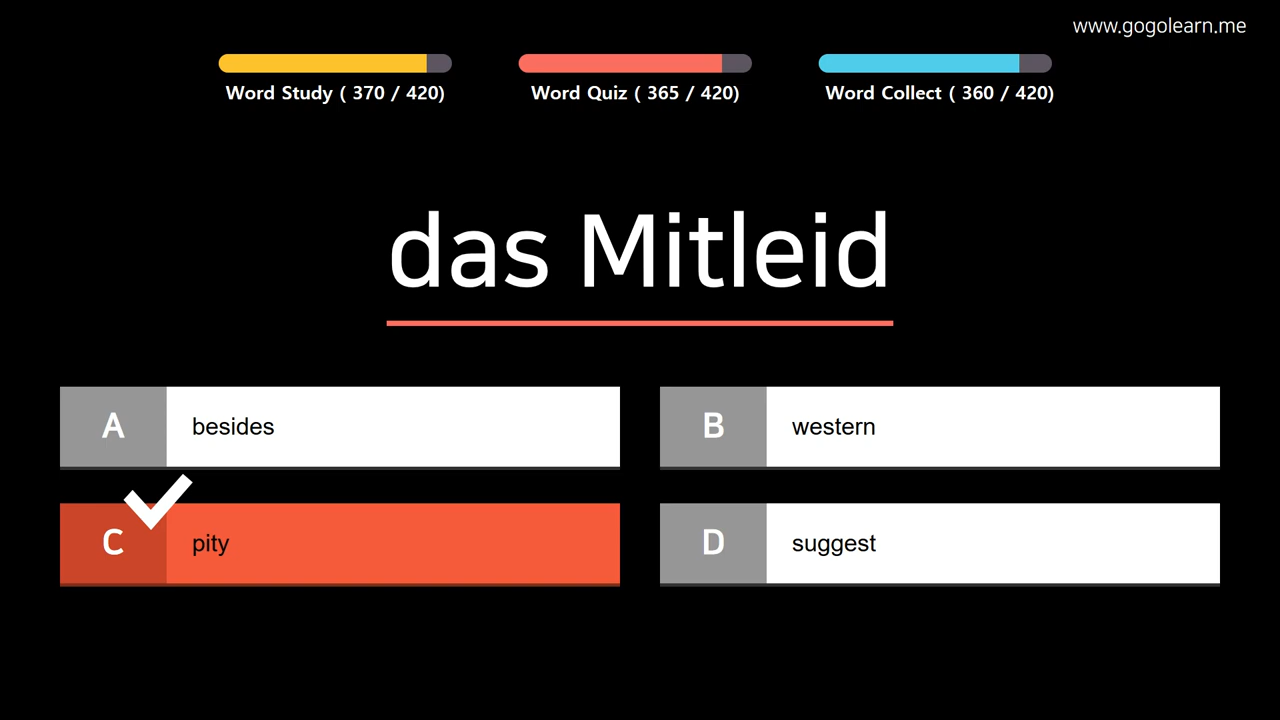 www.gogolearn.me
Word Study ( 370 / 420)
Word Quiz ( 365 / 420)
Word Collect ( 360 / 420)
das Mitleid
A
besides
B
western
C
pity
D
suggest